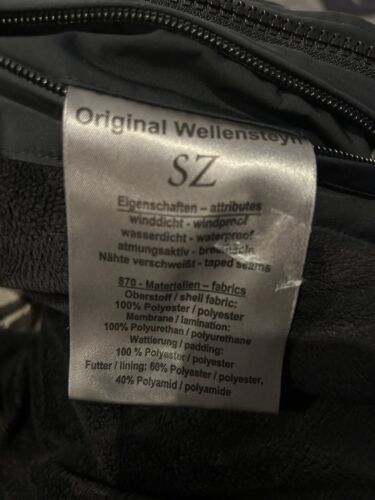 Original Wellensteyn
SZ
Eigenschaften – attributes
winddicht - windproof
wasserdicht - waterproof
atmungsaktiv -
Nähte verschweißt - taped seams
870 - Materialien – fabrics
Oberstoff / shell fabric:
100% Polyester / polyester
Membrane / lamination:
100% Polyurethan / polyurethane
Wattierung / padding:
100 % Polyester / polyester
Futter / lining: 60% Polyester / polyester,
40% Polyamid / polyamide